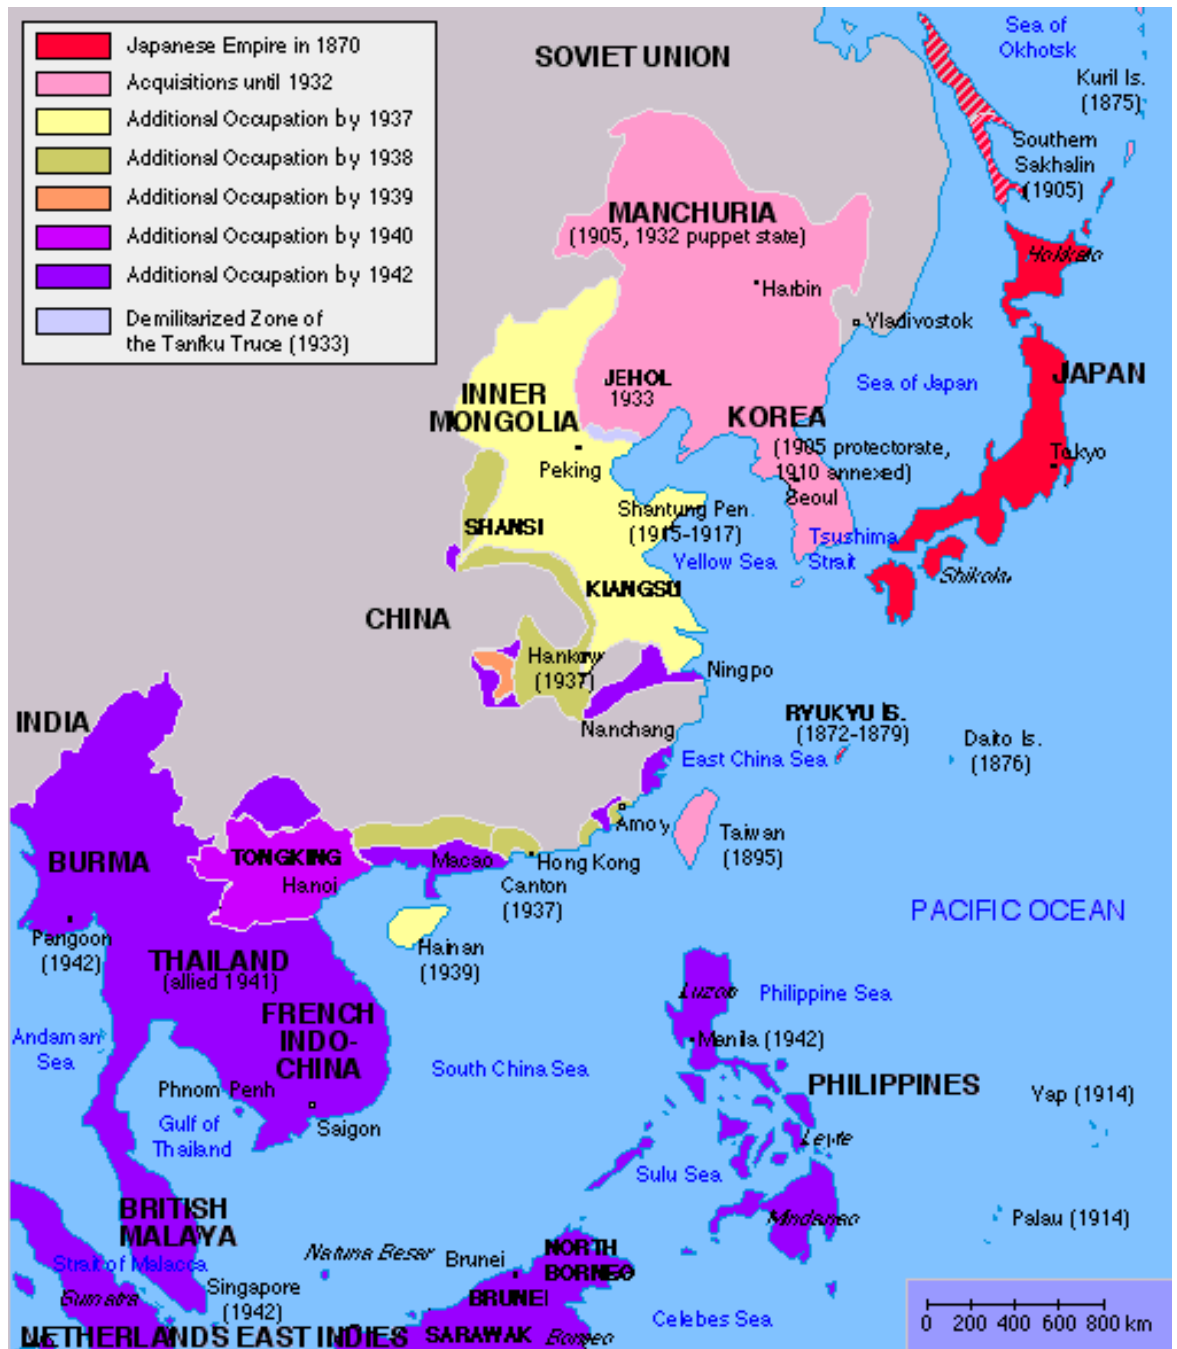 Japanese Empire in 1870
Acquisitions until 1932
Additional Occupation by 1937
Additional Occupation by 1938
Additional Occupation by 1939
Additional Occupation by 1940
Additional Occupation by 1942
Demilitarized Zone of
the Tanfku Truce (1933)
SOVIET UNION
Sea of
Okhotsk
Kuril Is.
(1875)
Southern
Sakhalin
(1905)
MANCHURIA
(1905, 1932 puppet state)
Hokkaido
Harbin
Vladivostok
JAPAN
Sea of Japan
JEHOL
1933
INNER
MONGOLIA
KOREA
(1905 protectorate,
1910 annexed)
Seoul
Tokyo
Peking
Shantung Pen.
(1915-1917)
SHANSI
Tsushima
Strait
Yellow Sea
Shikoku
KIANGSU
CHINA
Hankow
(1937)
Ningpo
Nanchang
INDIA
RYUKYU IS.
(1872-1879)
Daito Is.
(1876)
East China Sea
Amoy
Taiwan
(1895)
BURMA
TONGKING
Hanoi
Macao
Hong Kong
Canton
(1937)
PACIFIC OCEAN
Pangoon
(1942)
Hainan
(1939)
THAILAND
(allied 1941)
Luzon
Philippine Sea
FRENCH
INDO-
CHINA
Andaman
Sea
Manila (1942)
South China Sea
PHILIPPINES
Phnom Penh
Yap (1914)
Gulf of
Thailand
Saigon
Leyte
Sulu Sea
BRITISH
MALAYA
Mindanao
Palau (1914)
Strait of Malacca
Natuna Besar
Brunei
NORTH
BORNEO
Singapore
(1942)
Sumatra
BRUNEI
Celebes Sea
NETHERLANDS EAST INDIES
SARAWAK
Borneo
0 200 400 600 800 km